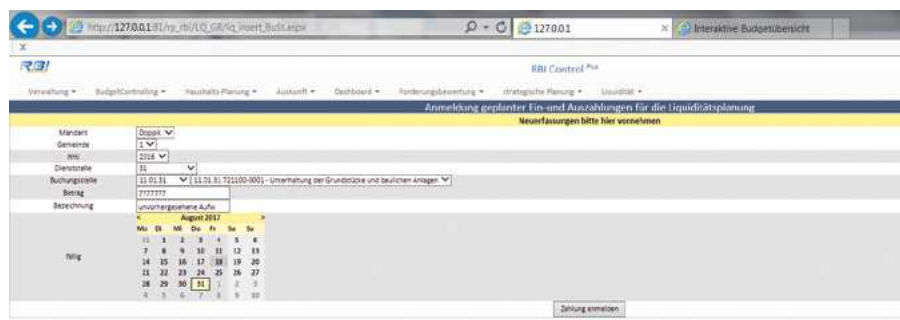 http://127.0.0.1:81/rp_rbi/LQ_GR/liq_insert_BuSt.aspx
127.0.0.1 × Interaktive Budgetübersicht
x
RBI
RBI Control Plus
Verwaltung BudgetControlling Haushalts-Planung Auskunft Dashboard Forderungsbewertung strategische Planung Liquidität
Anmeldung geplanter Ein-und Auszahlungen für die Liquiditätsplanung
Neuerfassungen bitte hier vornehmen
Mandant Doppik
Gemeinde 1
HHJ 2016
Dienststelle 31
Buchungsstelle 11.01.31 11.31.31.721100-0001 - Unterhaltung der Grundstücke und baulichen Anlagen
Betrag 7777777
Bezeichnung unvorhergesehene Aufw
< August 2017 >
Mo Di Mi Do Fr Sa So
31 1 2 3 4 5 6
7 8 9 10 11 12 13
fällig 14 15 16 17 18 19 20
21 22 23 24 25 26 27
28 29 30 31 1 2 3
4 5 6 7 8 9 10
Zahlung anmelden